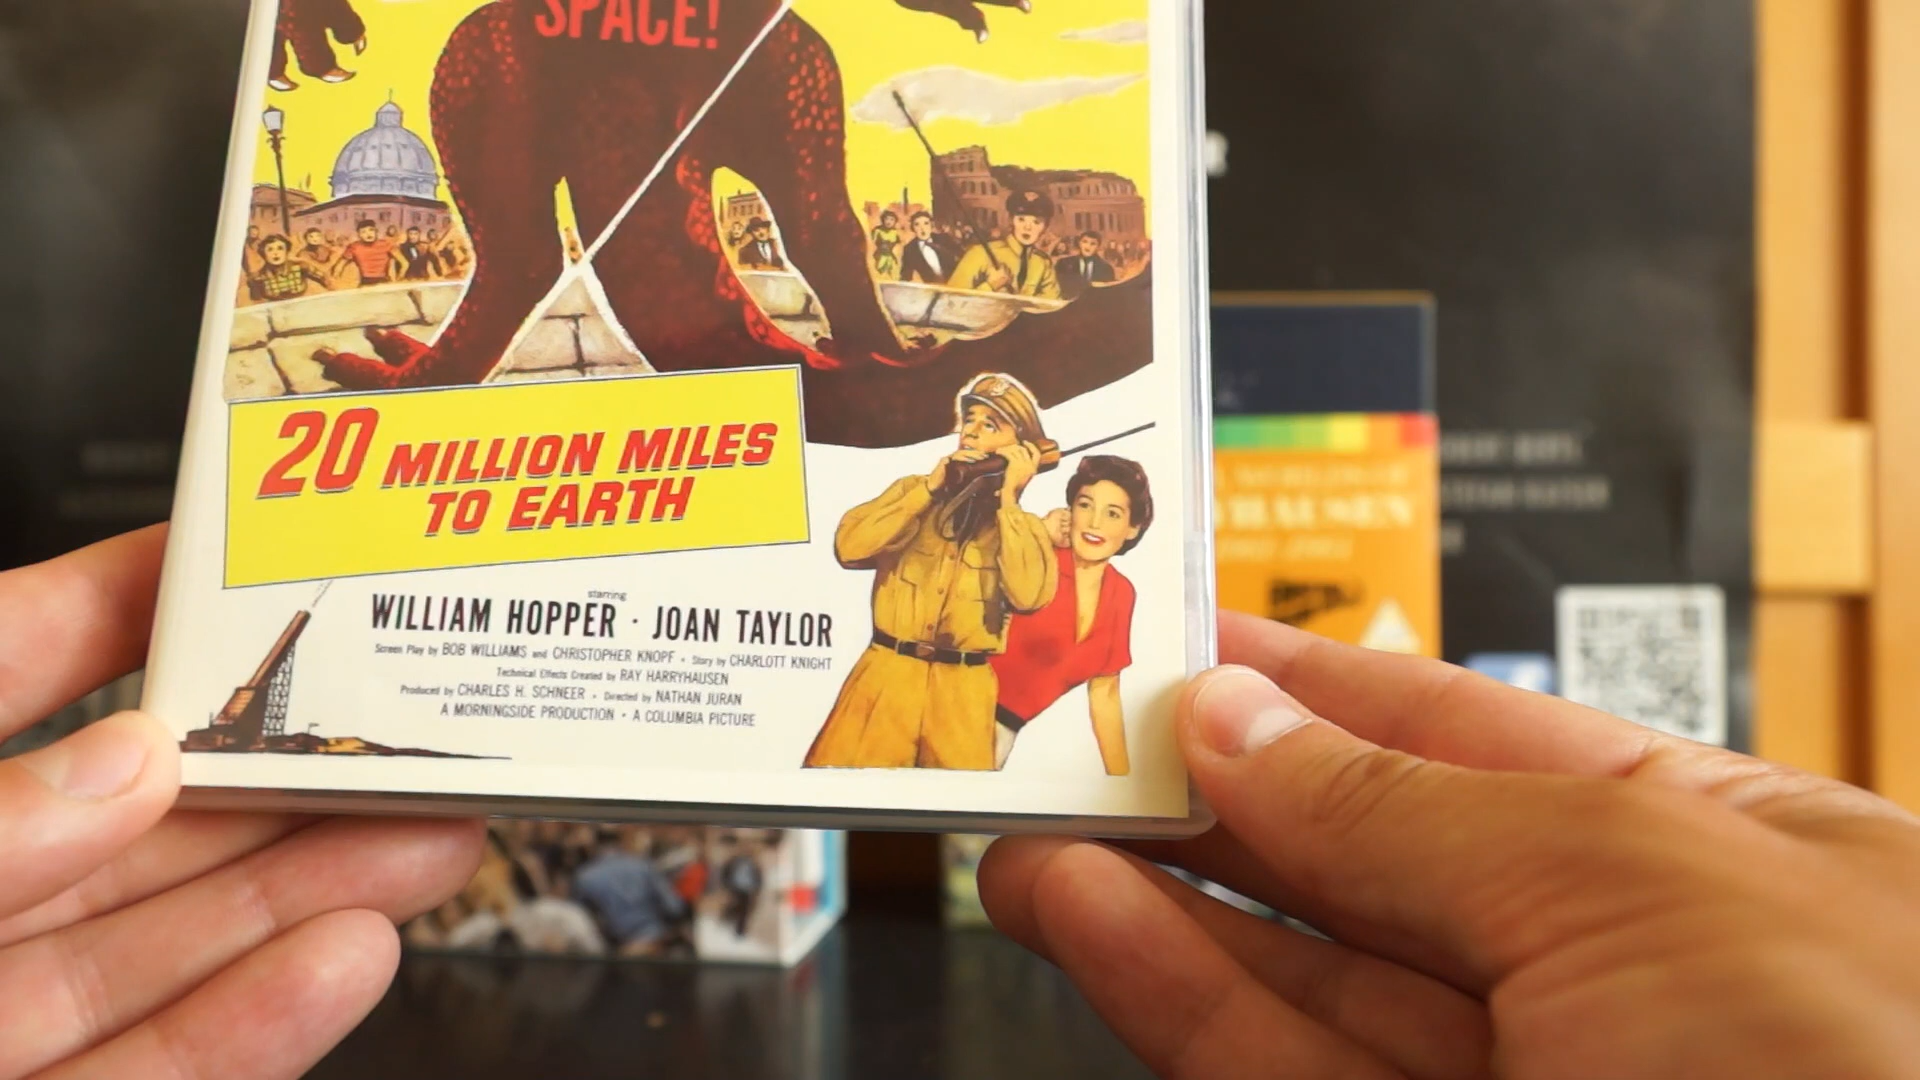 SPACE!
20 MILLION MILES
TO EARTH
starring
WILLIAM HOPPER · JOAN TAYLOR
Screen Play by BOB WILLIAMS and CHRISTOPHER KNOPF • Story by CHARLOTT KNIGHT
Technical Effects Created by RAY HARRYHAUSEN
Produced by CHARLES H. SCHNEER • Directed by NATHAN JURAN
A MORNINGSIDE PRODUCTION • A COLUMBIA PICTURE